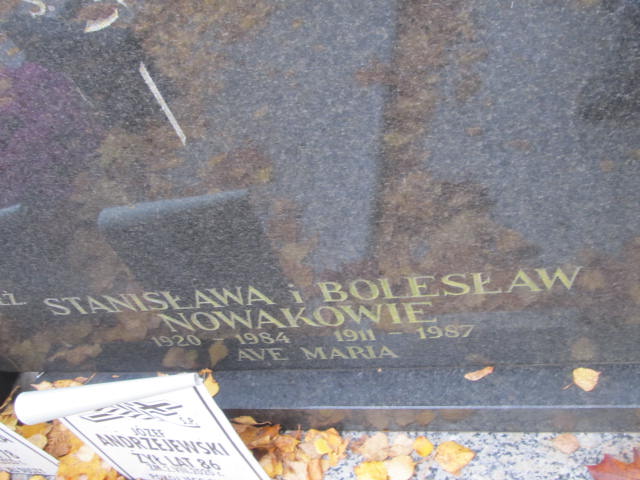 S.
STANISŁAWA i BOLESŁAW
NOWAKOWIE
1920 - 1984 1911 - 1987
AVE MARIA
Ś.P.
JÓZEF
ANDRZEJEWSKI
ŻYŁ LAT 86